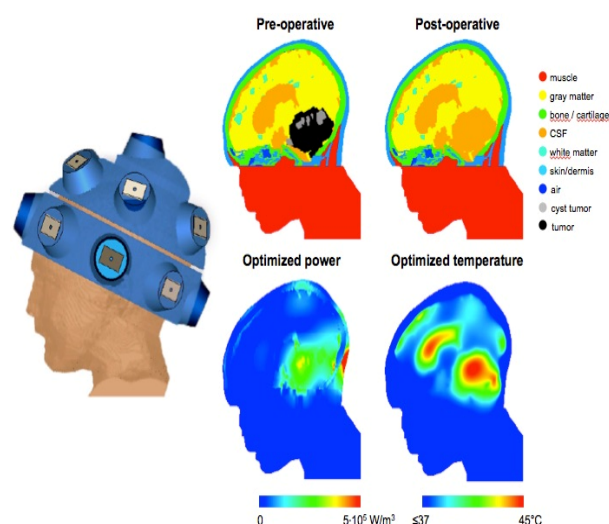 Pre-operative
Post-operative
muscle
gray matter
bone / cartilage
CSF
white matter
skin/dermis
air
cyst tumor
tumor
Optimized power
Optimized temperature
0
5·10⁵ W/m³
≤37
45°C